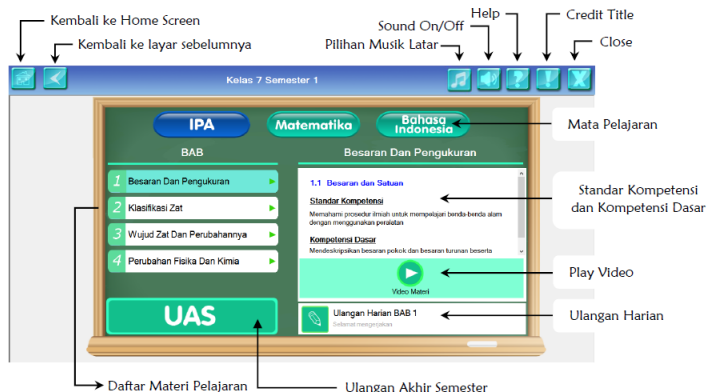 Kembali ke Home Screen
Kembali ke layar sebelumnya
Help
Sound On/Off
Pilihan Musik Latar
Credit Title
Close
Kelas 7 Semester 1
IPA
Matematika
Bahasa
Indonesia
Mata Pelajaran
BAB
Besaran Dan Pengukuran
1 Besaran Dan Pengukuran
2 Klasifikasi Zat
3 Wujud Zat Dan Perubahannya
4 Perubahan Fisika Dan Kimia
1.1 Besaran dan Satuan
Standar Kompetensi
Memahami prosedur ilmiah untuk mempelajari benda-benda alam
dengan menggunakan peralatan
Kompetensi Dasar
Mendeskripsikan besaran pokok dan besaran turunan beserta
Standar Kompetensi
dan Kompetensi Dasar
Video Materi
Play Video
UAS
Ulangan Harian BAB 1
Selamat mengerjakan
Ulangan Harian
Daftar Materi Pelajaran
Ulangan Akhir Semester